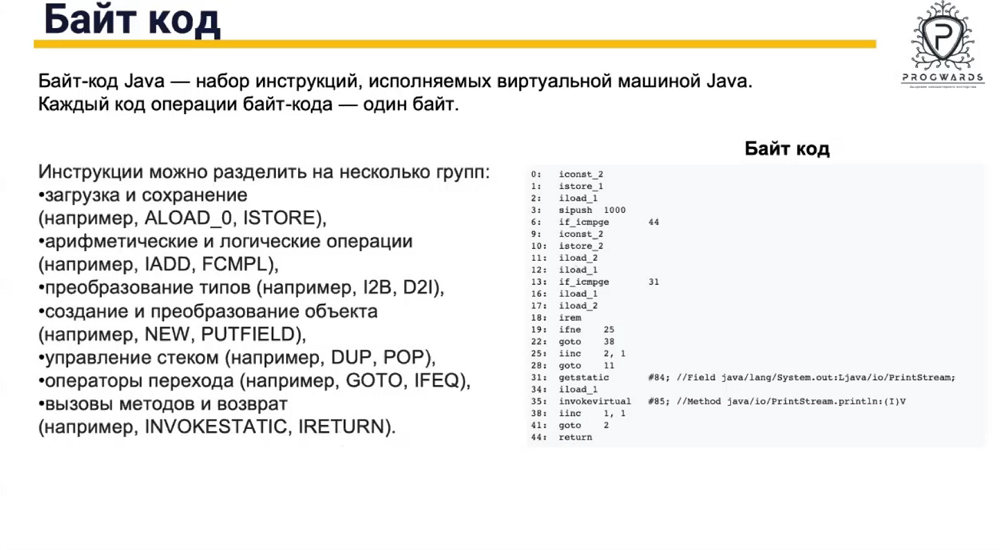 Байт код
PROGWARDS
Байт-код Java — набор инструкций, исполняемых виртуальной машиной Java.
Каждый код операции байт-кода — один байт.
Инструкции можно разделить на несколько групп:
•загрузка и сохранение
(например, ALOAD_0, ISTORE),
•арифметические и логические операции
(например, IADD, FCMPL),
•преобразование типов (например, I2B, D2I),
•создание и преобразование объекта
(например, NEW, PUTFIELD),
•управление стеком (например, DUP, POP),
•операторы перехода (например, GOTO, IFEQ),
•вызовы методов и возврат
(например, INVOKESTATIC, IRETURN).
Байт код
0: iconst_2
1: istore_1
2: iload_1
3: sipush 1000
6: if_icmpge 44
9: iconst_2
10: istore_2
11: iload_2
12: iload_1
13: if_icmpge 31
16: iload_1
17: iload_2
18: irem
19: ifne 25
22: goto 38
25: iinc 2, 1
28: goto 11
31: getstatic #84; //Field java/lang/System.out:Ljava/io/PrintStream;
34: iload_1
35: invokevirtual #85; //Method java/io/PrintStream.println:(I)V
38: iinc 1, 1
41: goto 2
44: return